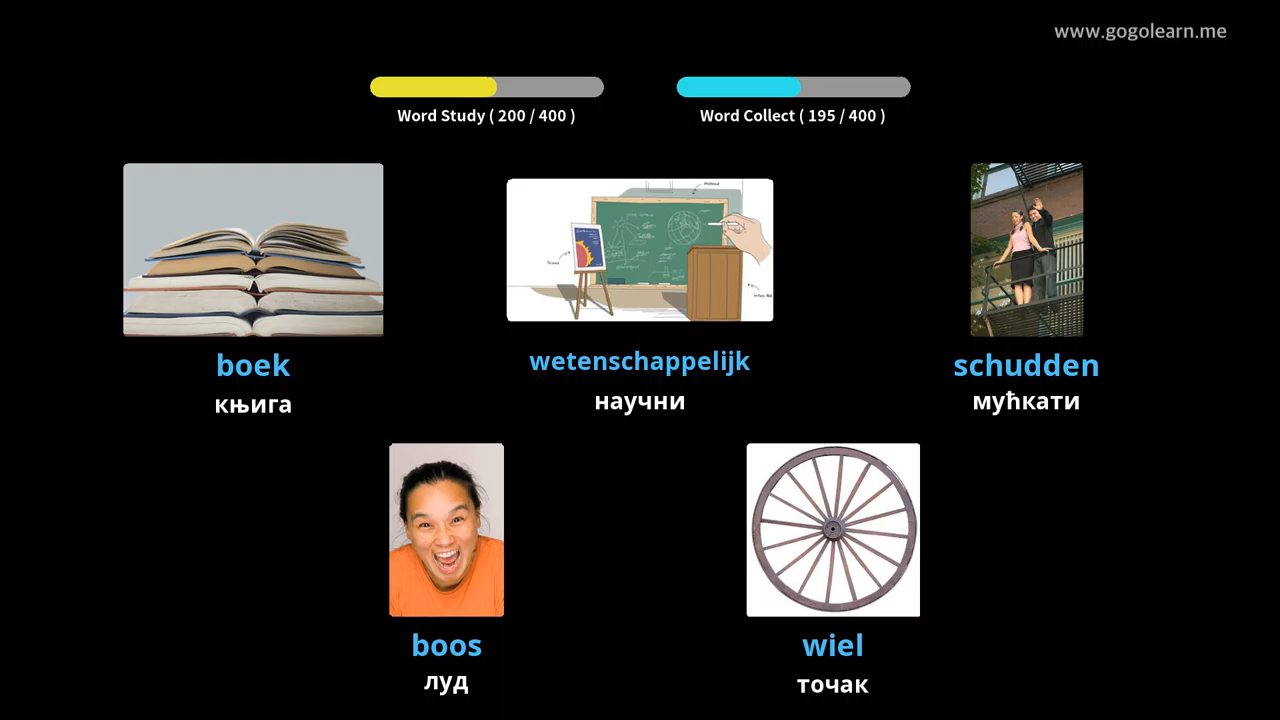 www.gogolearn.me
Word Study ( 200 / 400 )
Word Collect ( 195 / 400 )
boek
књига
wetenschappelijk
научни
schudden
мућкати
boos
луд
wiel
точак